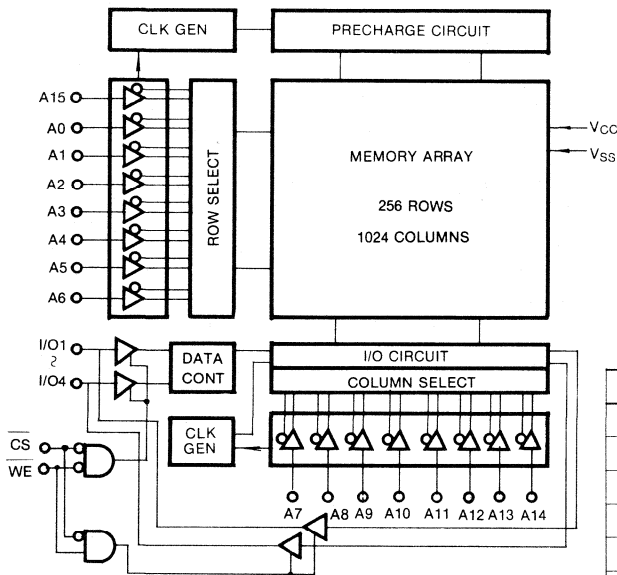 CLK GEN
PRECHARGE CIRCUIT
A15
A0
A1
A2
A3
A4
A5
A6
ROW SELECT
MEMORY ARRAY
256 ROWS
1024 COLUMNS
VCC
VSS
I/O1
≀
I/O4
DATA
CONT
I/O CIRCUIT
COLUMN SELECT
CLK
GEN
CS
WE
A7
A8
A9
A10
A11
A12
A13
A14